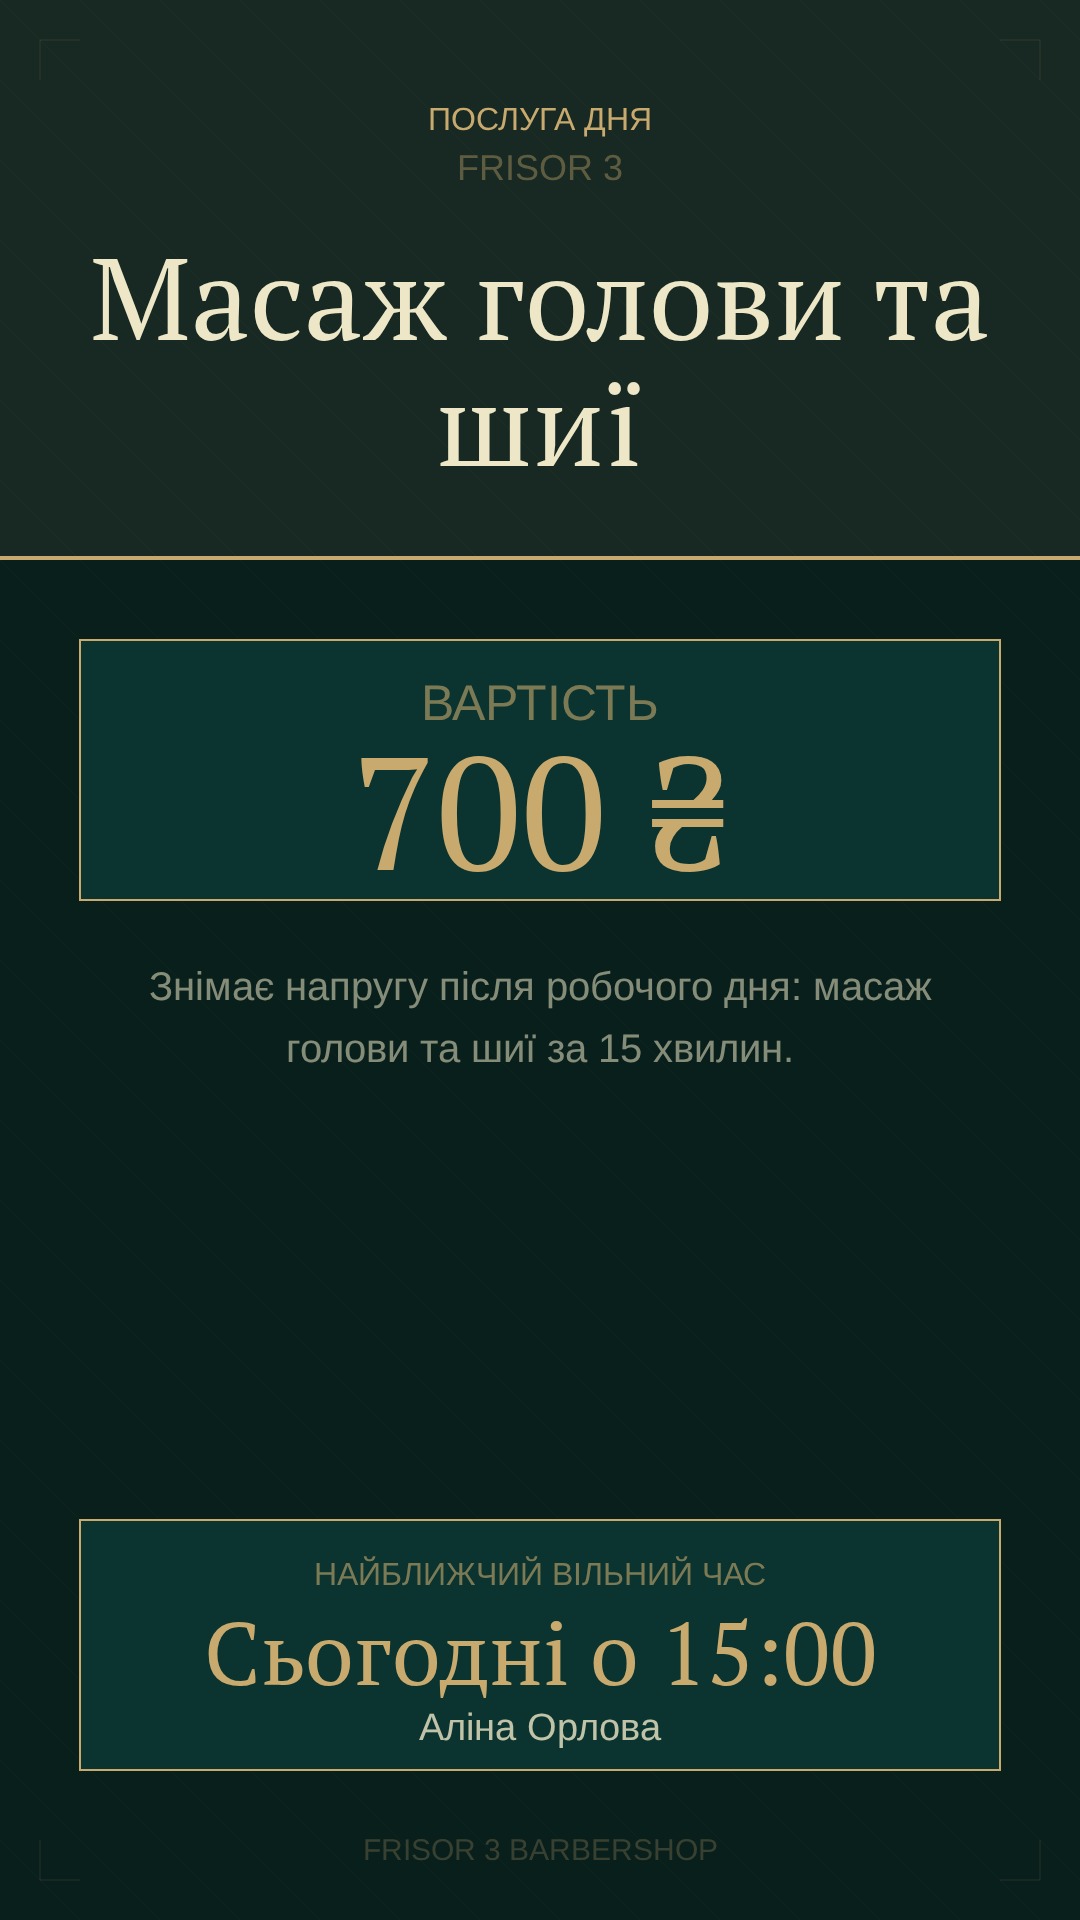 ПОСЛУГА ДНЯ
FRISOR 3
Масаж голови та
шиї
ВАРТІСТЬ
700 ₴
Знімає напругу після робочого дня: масаж
голови та шиї за 15 хвилин.
НАЙБЛИЖЧИЙ ВІЛЬНИЙ ЧАС
Сьогодні о 15:00
Аліна Орлова
FRISOR 3 BARBERSHOP